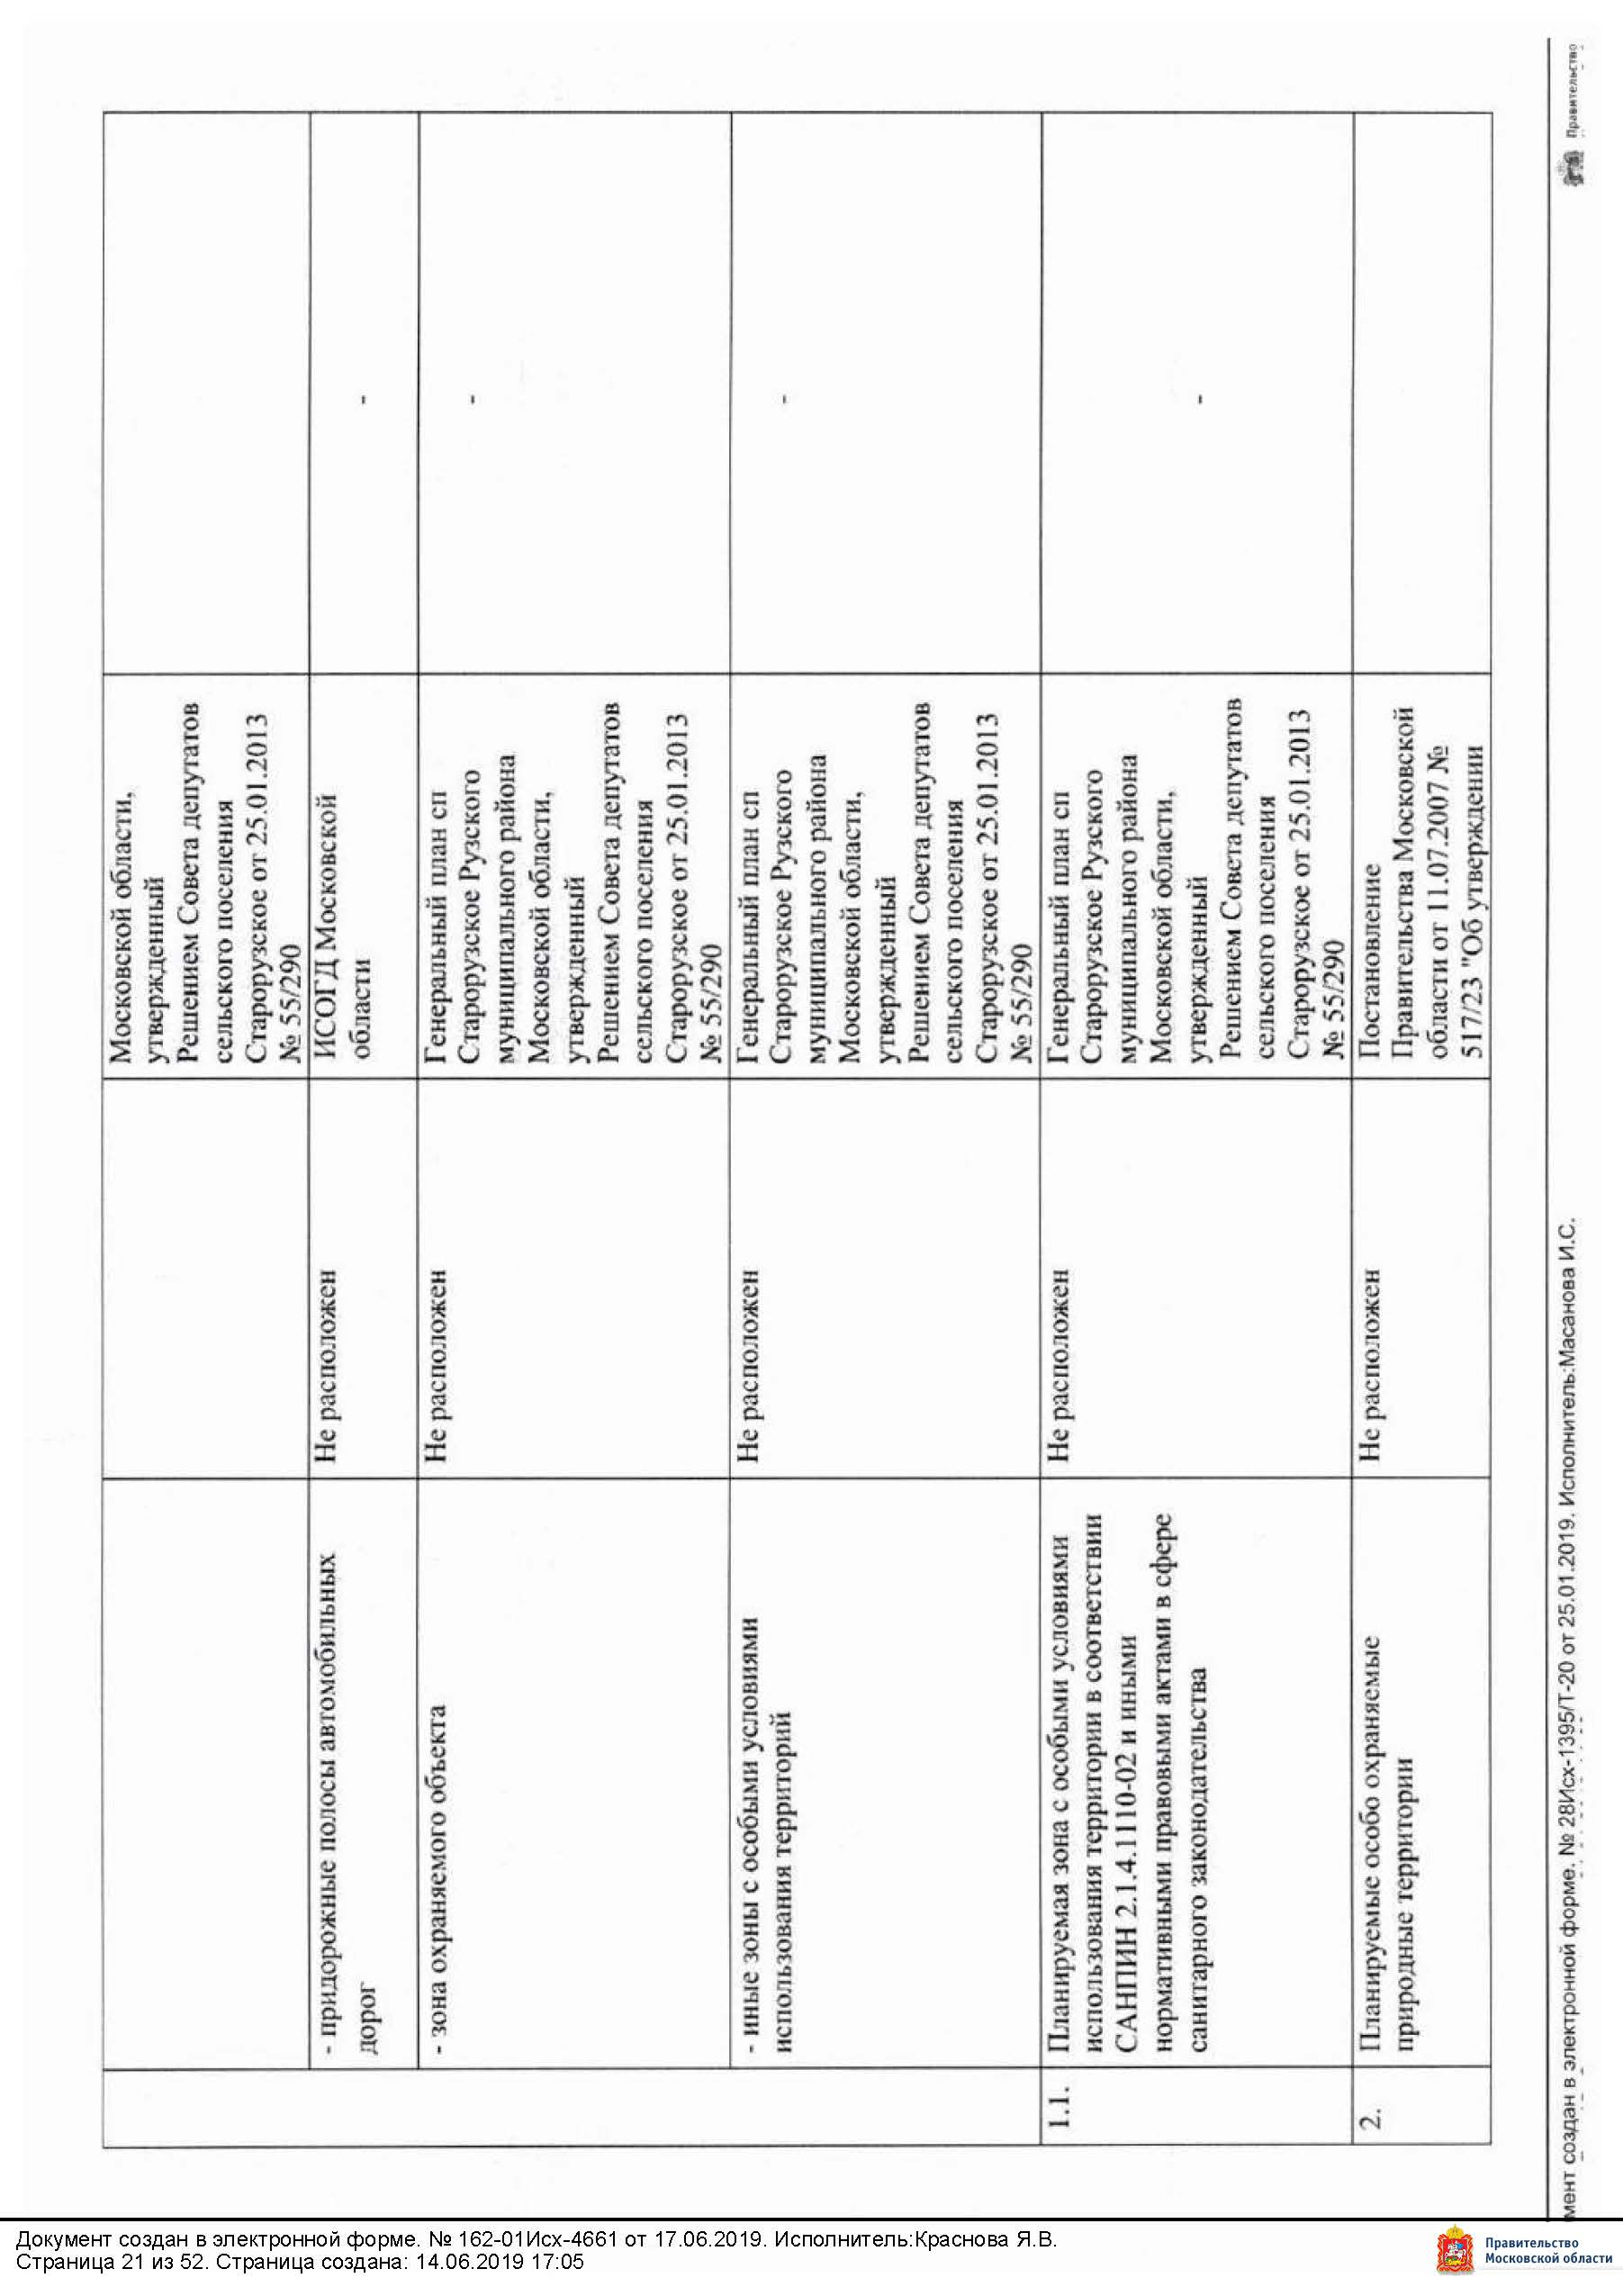 Московской области,
утвержденный
Решением Совета депутатов
сельского поселения
Старорузское от 25.01.2013
№ 55/290
- придорожные полосы автомобильных
дорог
Не расположен
ИСОГД Московской
области
-
- зона охраняемого объекта
Не расположен
Генеральный план сп
Старорузское Рузского
муниципального района
Московской области,
утвержденный
Решением Совета депутатов
сельского поселения
Старорузское от 25.01.2013
№ 55/290
-
- иные зоны с особыми условиями
использования территорий
Не расположен
Генеральный план сп
Старорузское Рузского
муниципального района
Московской области,
утвержденный
Решением Совета депутатов
сельского поселения
Старорузское от 25.01.2013
№ 55/290
-
1.1.
Планируемая зона с особыми условиями
использования территории в соответствии
САНПИН 2.1.4.1110-02 и иными
нормативными правовыми актами в сфере
санитарного законодательства
Не расположен
Генеральный план сп
Старорузское Рузского
муниципального района
Московской области,
утвержденный
Решением Совета депутатов
сельского поселения
Старорузское от 25.01.2013
№ 55/290
-
2.
Планируемые особо охраняемые
природные территории
Не расположен
Постановление
Правительства Московской
области от 11.07.2007 №
517/23 "Об утверждении
мент создан в электронной форме. № 28Исх-1395/Т-20 от 25.01.2019. Исполнитель:Масанова И.С.
Правительство
Документ создан в электронной форме. № 162-01Исх-4661 от 17.06.2019. Исполнитель:Краснова Я.В.
Страница 21 из 52. Страница создана: 14.06.2019 17:05
Правительство
Московской области